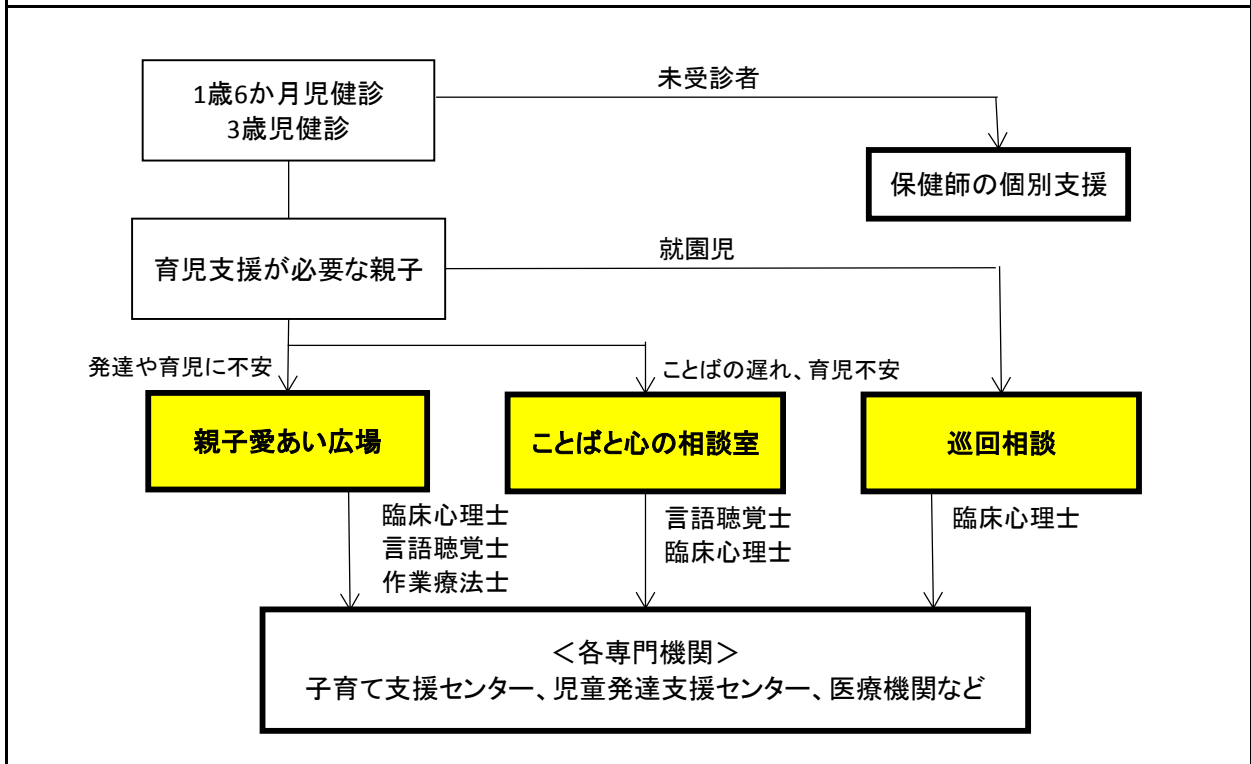 1歳6か月児健診
3歳児健診
未受診者
保健師の個別支援
育児支援が必要な親子
就園児
発達や育児に不安
ことばの遅れ、育児不安
親子愛あい広場
ことばと心の相談室
巡回相談
臨床心理士
言語聴覚士
作業療法士
言語聴覚士
臨床心理士
臨床心理士
＜各専門機関＞
子育て支援センター、児童発達支援センター、医療機関など